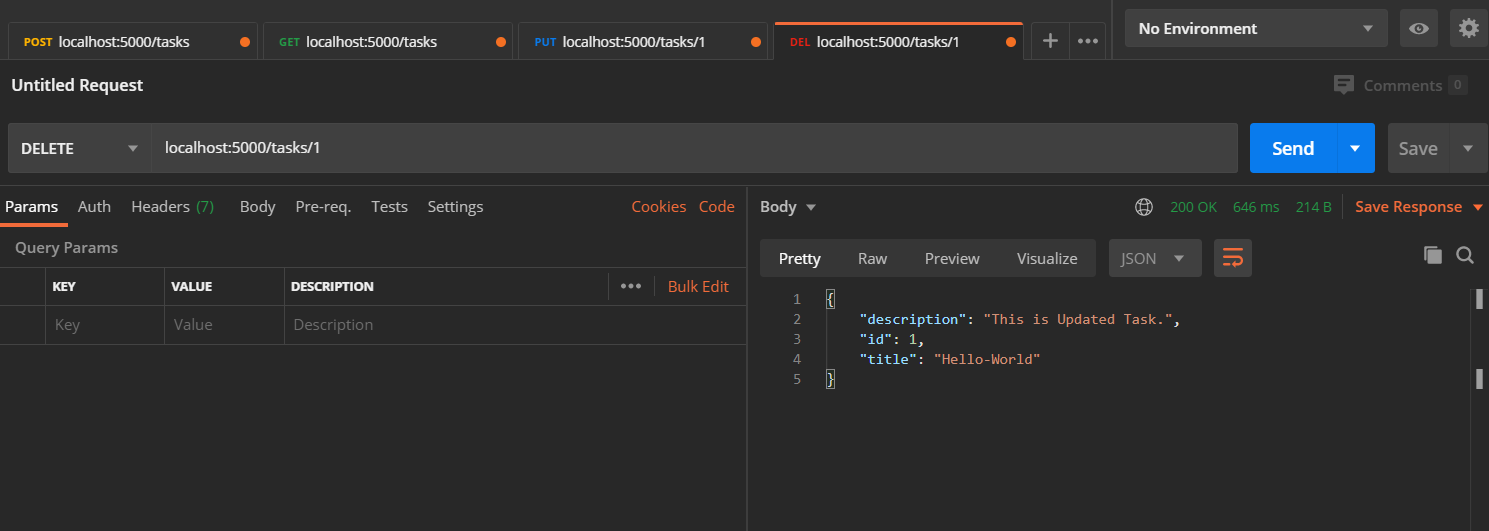 POST localhost:5000/tasks GET localhost:5000/tasks PUT localhost:5000/tasks/1 DEL localhost:5000/tasks/1 No Environment
Untitled Request Comments 0
DELETE localhost:5000/tasks/1 Send Save
Params Auth Headers (7) Body Pre-req. Tests Settings Cookies Code
Query Params
KEY VALUE DESCRIPTION Bulk Edit
Key Value Description
Body 200 OK 646 ms 214 B Save Response
Pretty Raw Preview Visualize JSON
1 {
2 "description": "This is Updated Task.",
3 "id": 1,
4 "title": "Hello-World"
5 }